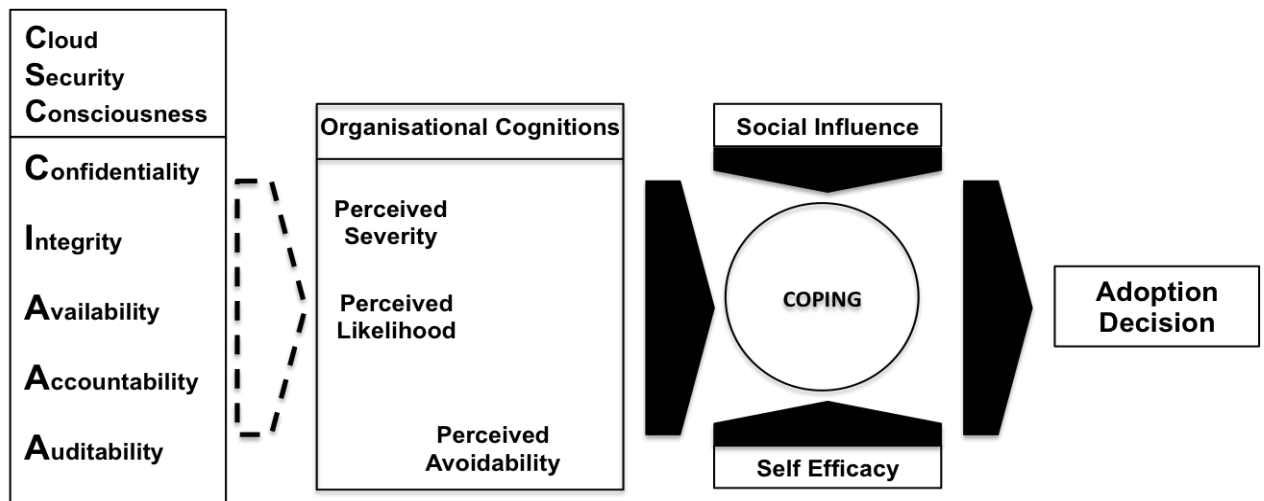 Cloud
Security
Consciousness
Confidentiality
Integrity
Availability
Accountability
Auditability
Organisational Cognitions
Perceived
Severity
Perceived
Likelihood
Perceived
Avoidability
Social Influence
COPING
Self Efficacy
Adoption
Decision